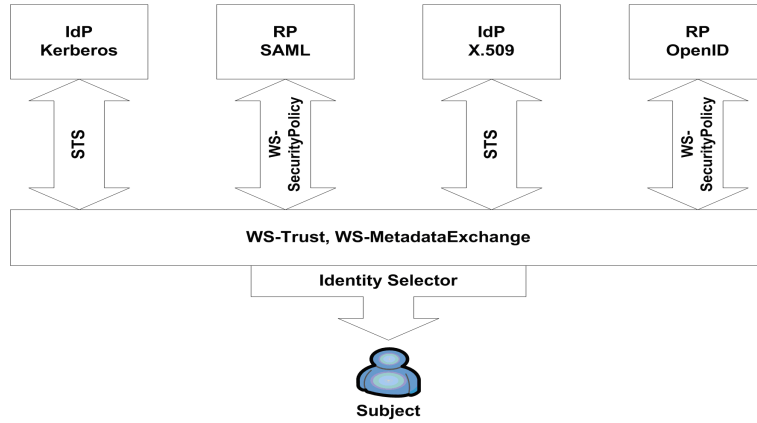 IdP
Kerberos
RP
SAML
IdP
X.509
RP
OpenID
STS
WS-
SecurityPolicy
STS
WS-
SecurityPolicy
WS-Trust, WS-MetadataExchange
Identity Selector
Subject